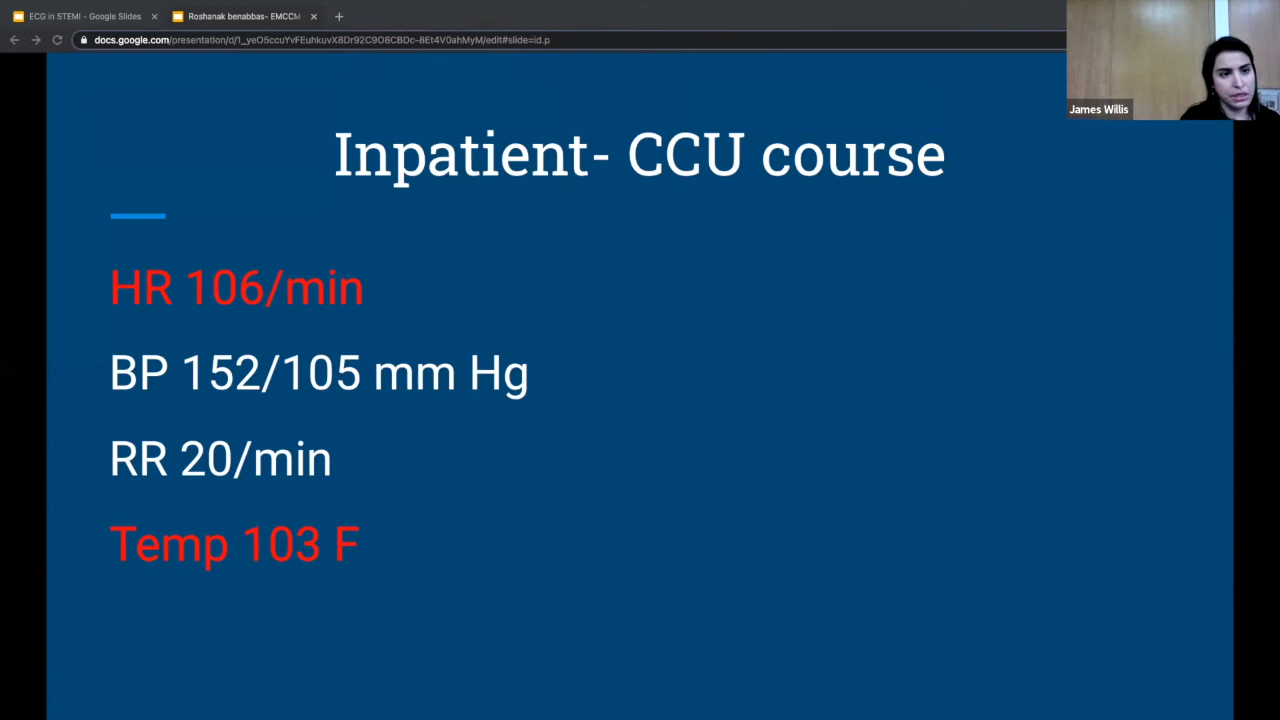 ECG in STEMI - Google Slides
Roshanak benabbas- EMCCM
docs.google.com/presentation/d/1_yeO5ccuYvFEuhkuvX8Dr92C9O8CBDc-8Et4V0ahMyM/edit#slide=id.p
James Willis
Inpatient- CCU course
HR 106/min
BP 152/105 mm Hg
RR 20/min
Temp 103 F